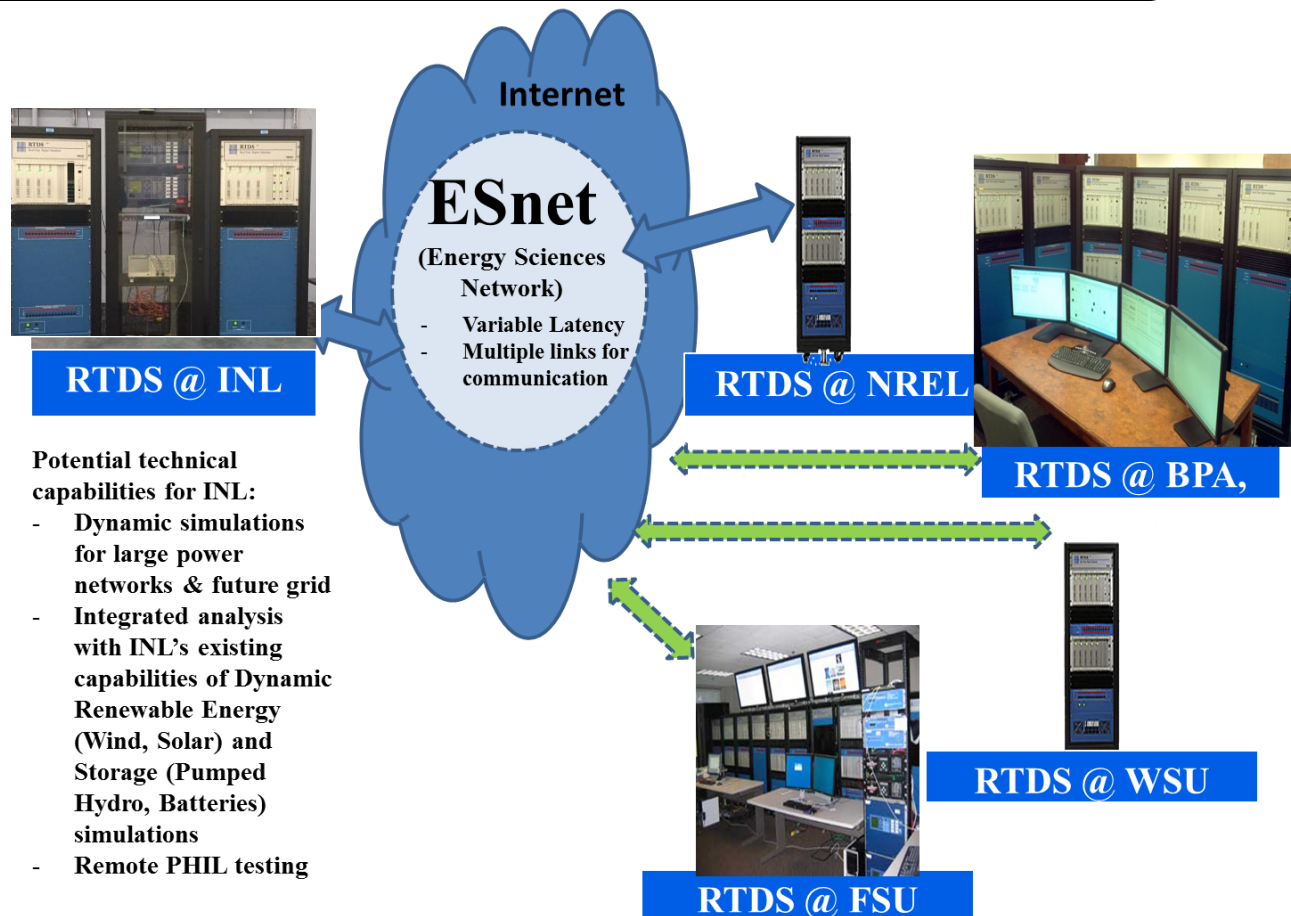 Internet
ESnet
(Energy Sciences
Network)
- Variable Latency
- Multiple links for
communication
RTDS
RTDS
RTDS @ INL
RTDS @ NREL
RTDS @ BPA,
Potential technical
capabilities for INL:
- Dynamic simulations
for large power
networks & future grid
- Integrated analysis
with INL’s existing
capabilities of Dynamic
Renewable Energy
(Wind, Solar) and
Storage (Pumped
Hydro, Batteries)
simulations
- Remote PHIL testing
RTDS @ WSU
RTDS @ FSU